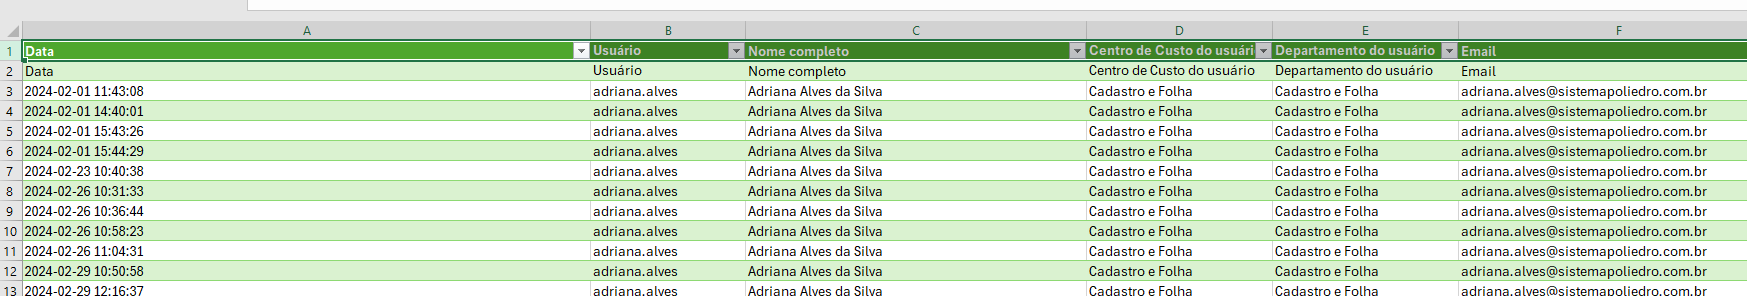 A B C D E F
1 Data Usuário Nome completo Centro de Custo do usuári Departamento do usuário Email
2 Data Usuário Nome completo Centro de Custo do usuário Departamento do usuário Email
3 2024-02-01 11:43:08 adriana.alves Adriana Alves da Silva Cadastro e Folha Cadastro e Folha adriana.alves@sistemapoliedro.com.br
4 2024-02-01 14:40:01 adriana.alves Adriana Alves da Silva Cadastro e Folha Cadastro e Folha adriana.alves@sistemapoliedro.com.br
5 2024-02-01 15:43:26 adriana.alves Adriana Alves da Silva Cadastro e Folha Cadastro e Folha adriana.alves@sistemapoliedro.com.br
6 2024-02-01 15:44:29 adriana.alves Adriana Alves da Silva Cadastro e Folha Cadastro e Folha adriana.alves@sistemapoliedro.com.br
7 2024-02-23 10:40:38 adriana.alves Adriana Alves da Silva Cadastro e Folha Cadastro e Folha adriana.alves@sistemapoliedro.com.br
8 2024-02-26 10:31:33 adriana.alves Adriana Alves da Silva Cadastro e Folha Cadastro e Folha adriana.alves@sistemapoliedro.com.br
9 2024-02-26 10:36:44 adriana.alves Adriana Alves da Silva Cadastro e Folha Cadastro e Folha adriana.alves@sistemapoliedro.com.br
10 2024-02-26 10:58:23 adriana.alves Adriana Alves da Silva Cadastro e Folha Cadastro e Folha adriana.alves@sistemapoliedro.com.br
11 2024-02-26 11:04:31 adriana.alves Adriana Alves da Silva Cadastro e Folha Cadastro e Folha adriana.alves@sistemapoliedro.com.br
12 2024-02-29 10:50:58 adriana.alves Adriana Alves da Silva Cadastro e Folha Cadastro e Folha adriana.alves@sistemapoliedro.com.br
13 2024-02-29 12:16:37 adriana.alves Adriana Alves da Silva Cadastro e Folha Cadastro e Folha adriana.alves@sistemapoliedro.com.br